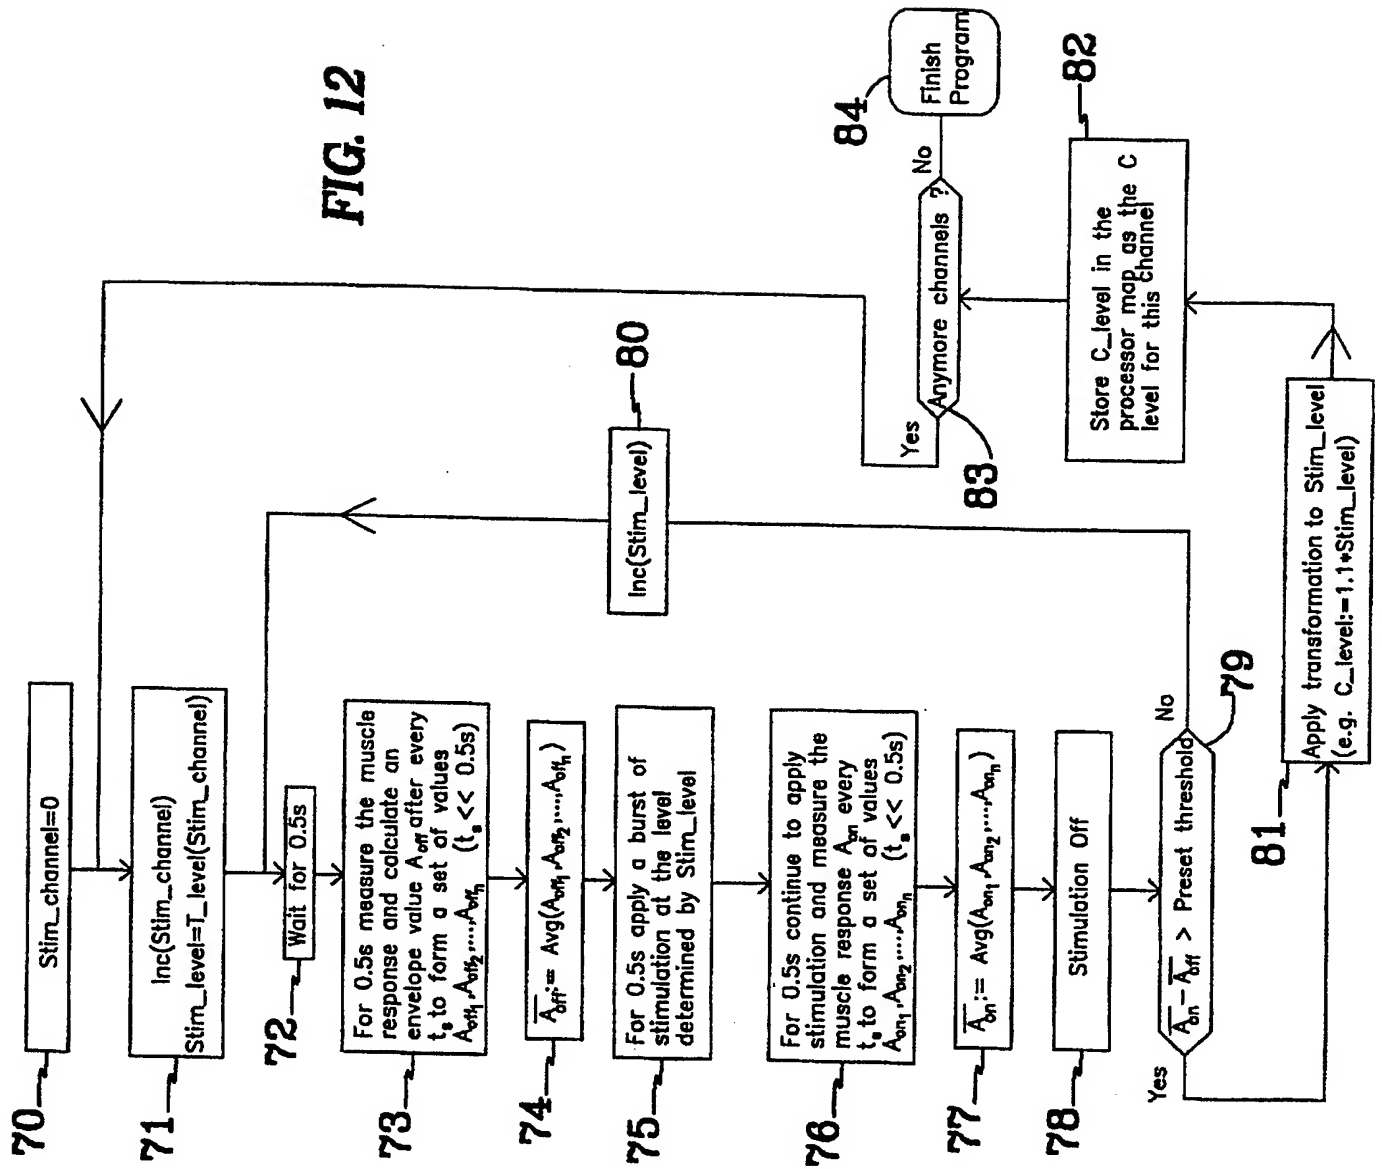 FIG. 12
70
Stim_channel=0
71
Inc(Stim_channel)
Stim_level=T_level(Stim_channel)
72
Wait for 0.5s
73
For 0.5s measure the muscle
response and calculate an
envelope value Aoff after every
ts to form a set of values
Aoff1,Aoff2,....,Aoffn (ts << 0.5s)
74
Aoff:= Avg(Aoff1,Aoff2,....,Aoffn)
75
For 0.5s apply a burst of
stimulation at the level
determined by Stim_level
76
For 0.5s continue to apply
stimulation and measure the
muscle response Aon every
ts to form a set of values
Aon1,Aon2,....,Aonn (ts << 0.5s)
77
Aon:= Avg(Aon1,Aon2,....,Aonn)
78
Stimulation Off
79
Aon-Aoff > Preset threshold
Yes
No
80
Inc(Stim_level)
81
Apply transformation to Stim_level
(e.g. C_level:=1.1*Stim_level)
82
Store C_level in the
processor map as the C
level for this channel
83
Anymore channels ?
Yes
No
84
Finish
Program